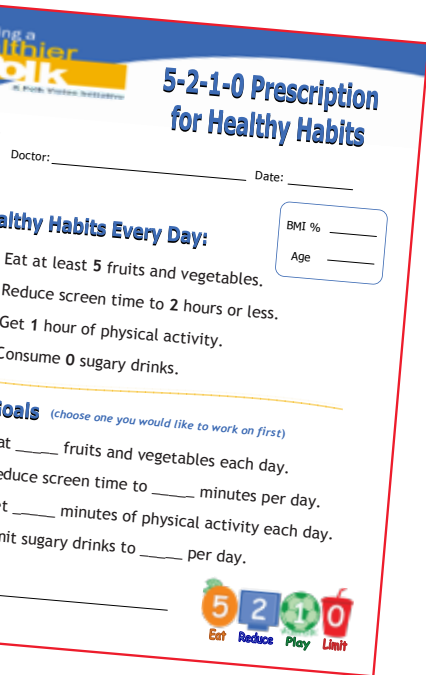 ing a
lthier
olk
A Polk Vision Initiative
5-2-1-0 Prescription
for Healthy Habits
Doctor: Date:
BMI %
Age
althy Habits Every Day:
Eat at least 5 fruits and vegetables.
Reduce screen time to 2 hours or less.
Get 1 hour of physical activity.
Consume 0 sugary drinks.
Goals (choose one you would like to work on first)
at _____ fruits and vegetables each day.
educe screen time to _____ minutes per day.
et _____ minutes of physical activity each day.
mit sugary drinks to _____ per day.
5 2 1 0
Eat Reduce Play Limit